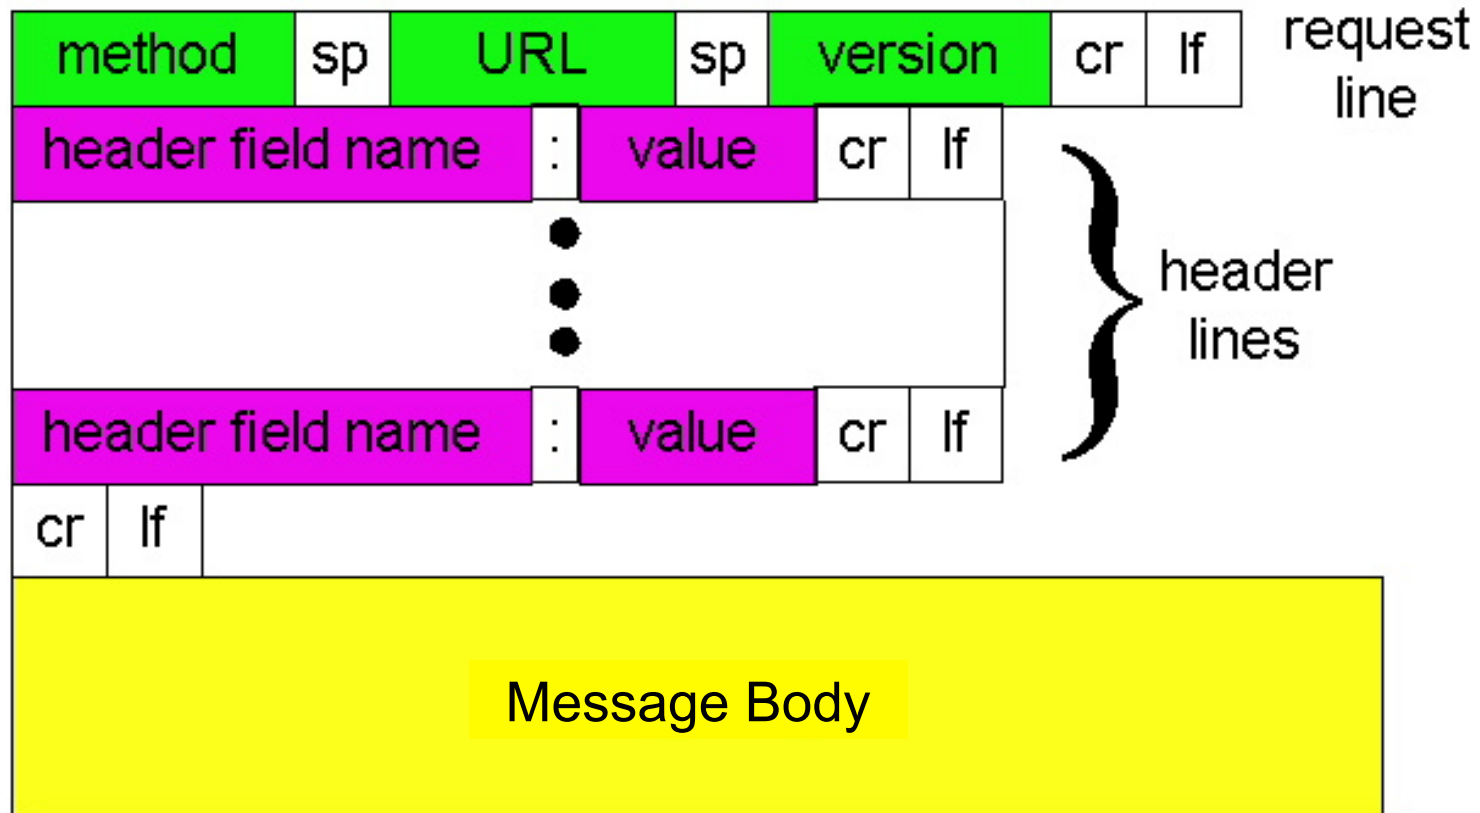 method sp URL sp version cr lf request line
header field name : value cr lf
header lines
header field name : value cr lf
cr lf
Message Body